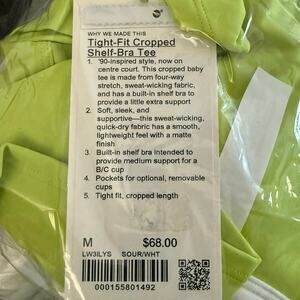 WHY WE MADE THIS
Tight-Fit Cropped
Shelf-Bra Tee
1. '90-inspired style, now on
centre court. This cropped baby
tee is made from four-way
stretch, sweat-wicking fabric,
and has a built-in shelf bra to
provide a little extra support
2. Soft, sleek, and
supportive—this sweat-wicking,
quick-dry fabric has a smooth,
lightweight feel with a matte
finish
3. Built-in shelf bra intended to
provide medium support for a
B/C cup
4. Pockets for optional, removable
cups
5. Tight fit, cropped length
M $68.00
LW3ILYS SOUR/WHT
000155801492